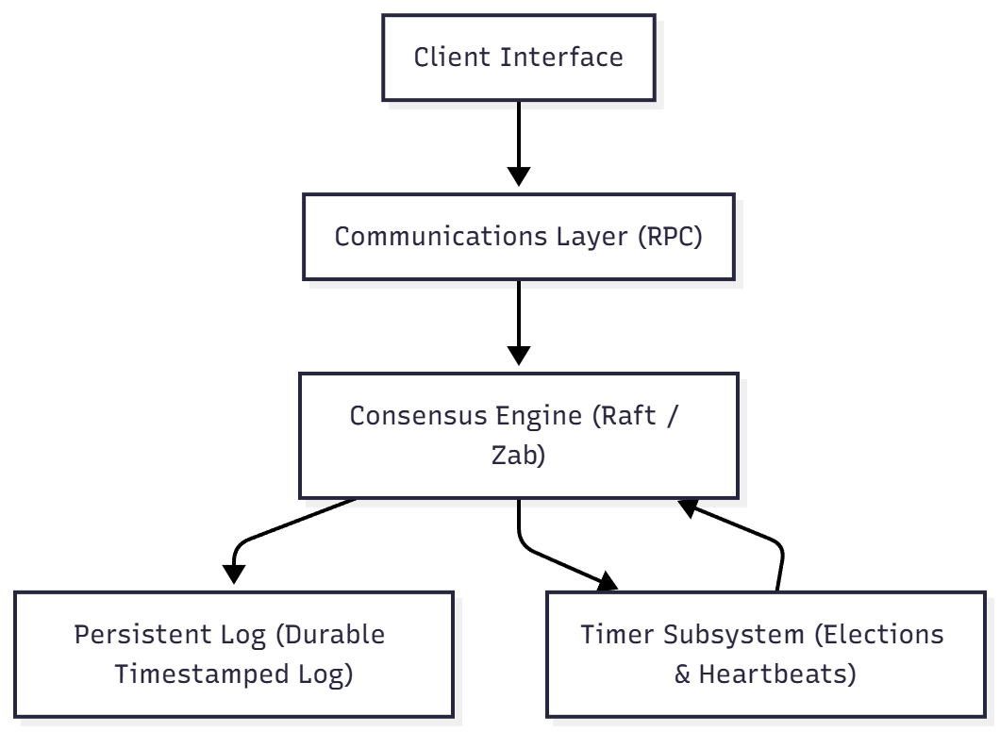 Client Interface
Communications Layer (RPC)
Consensus Engine (Raft /
Zab)
Persistent Log (Durable
Timestamped Log)
Timer Subsystem (Elections
& Heartbeats)